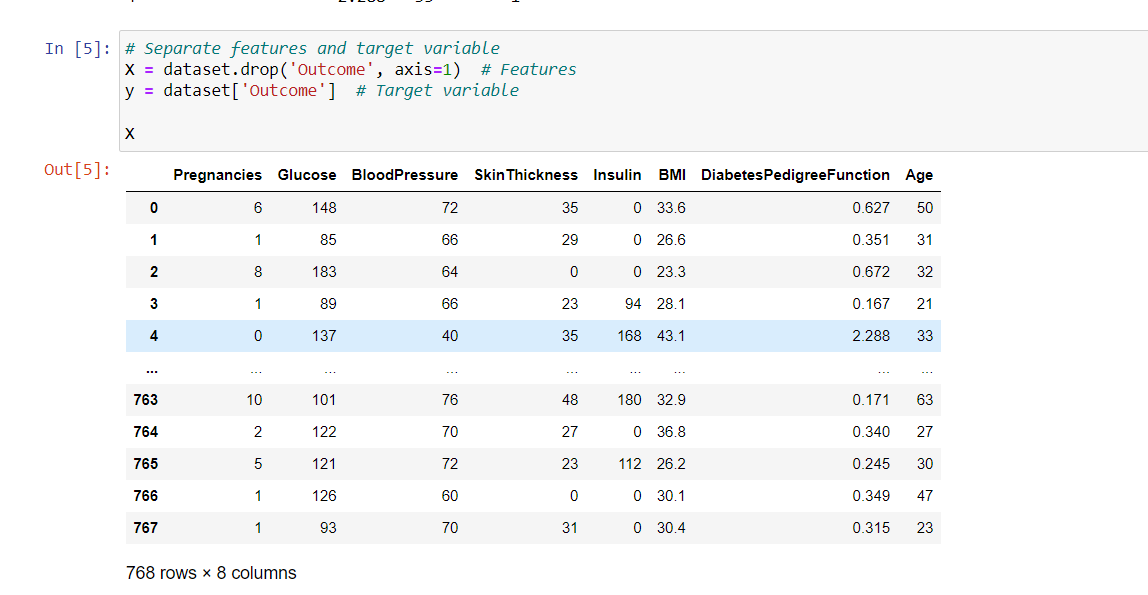 In [5]: # Separate features and target variable
X = dataset.drop('Outcome', axis=1)  # Features
y = dataset['Outcome']  # Target variable
X
Out[5]:
Pregnancies Glucose BloodPressure SkinThickness Insulin BMI DiabetesPedigreeFunction Age
0 6 148 72 35 0 33.6 0.627 50
1 1 85 66 29 0 26.6 0.351 31
2 8 183 64 0 0 23.3 0.672 32
3 1 89 66 23 94 28.1 0.167 21
4 0 137 40 35 168 43.1 2.288 33
... ... ... ... ... ... ... ... ...
763 10 101 76 48 180 32.9 0.171 63
764 2 122 70 27 0 36.8 0.340 27
765 5 121 72 23 112 26.2 0.245 30
766 1 126 60 0 0 30.1 0.349 47
767 1 93 70 31 0 30.4 0.315 23
768 rows × 8 columns